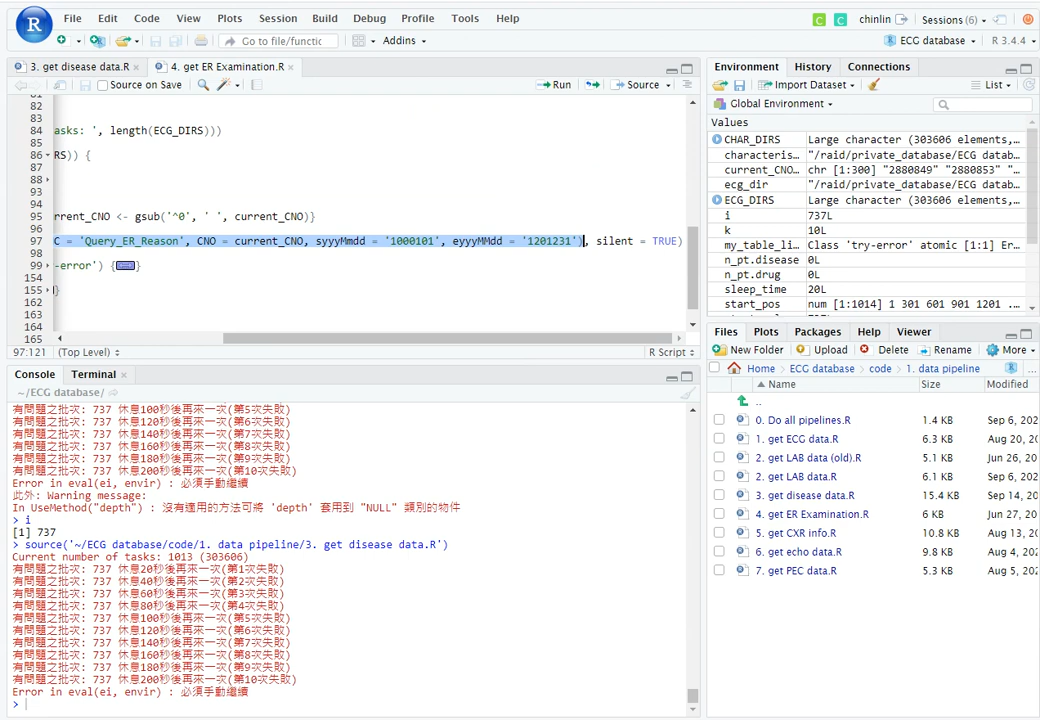 File Edit Code View Plots Session Build Debug Profile Tools Help
chinlin Sessions (6)
Go to file/functic Addins
ECG database R 3.4.4
3. get disease data.R 4. get ER Examination.R
Source on Save Run Source
81
82
83
84 asks: ', length(ECG_DIRS)))
85
86 RS)) {
87
88
93
94
95 rrent_CNO <- gsub('^0', ' ', current_CNO)}
96
97 C = 'Query_ER_Reason', CNO = current_CNO, syyyMmdd = '1000101', eyyyMMdd = '1201231'), silent = TRUE)
98
99 -error') {}
154
155 }
162
163
164
165
97:121 (Top Level) R Script
Console Terminal
~/ECG database/
有問題之批次: 737 休息100秒後再來一次(第5次失敗)
有問題之批次: 737 休息120秒後再來一次(第6次失敗)
有問題之批次: 737 休息140秒後再來一次(第7次失敗)
有問題之批次: 737 休息160秒後再來一次(第8次失敗)
有問題之批次: 737 休息180秒後再來一次(第9次失敗)
有問題之批次: 737 休息200秒後再來一次(第10次失敗)
Error in eval(ei, envir) : 必須手動繼續
此外: Warning message:
In UseMethod("depth") : 沒有適用的方法可將 'depth' 套用到 "NULL" 類別的物件
> i
[1] 737
> source('~/ECG database/code/1. data pipeline/3. get disease data.R')
Current number of tasks: 1013 (303606)
有問題之批次: 737 休息20秒後再來一次(第1次失敗)
有問題之批次: 737 休息40秒後再來一次(第2次失敗)
有問題之批次: 737 休息60秒後再來一次(第3次失敗)
有問題之批次: 737 休息80秒後再來一次(第4次失敗)
有問題之批次: 737 休息100秒後再來一次(第5次失敗)
有問題之批次: 737 休息120秒後再來一次(第6次失敗)
有問題之批次: 737 休息140秒後再來一次(第7次失敗)
有問題之批次: 737 休息160秒後再來一次(第8次失敗)
有問題之批次: 737 休息180秒後再來一次(第9次失敗)
有問題之批次: 737 休息200秒後再來一次(第10次失敗)
Error in eval(ei, envir) : 必須手動繼續
>
Environment History Connections
Import Dataset List
Global Environment
Values
CHAR_DIRS Large character (303606 elements,…
characteris… "/raid/private_database/ECG datab…
current_CNO… chr [1:300] "2880849" "2880853" "…
ecg_dir "/raid/private_database/ECG datab…
ECG_DIRS Large character (303606 elements,…
i 737L
k 10L
my_table_li… Class 'try-error' atomic [1:1] Er…
n_pt.disease 0L
n_pt.drug 0L
sleep_time 20L
start_pos num [1:1014] 1 301 601 901 1201 ...
Files Plots Packages Help Viewer
New Folder Upload Delete Rename More
Home ECG database code 1. data pipeline ...
Name Size Modified
..
0. Do all pipelines.R 1.4 KB Sep 6, 202
1. get ECG data.R 6.3 KB Aug 20, 20
2. get LAB data (old).R 5.1 KB Jun 26, 20
2. get LAB data.R 6.1 KB Sep 6, 202
3. get disease data.R 15.4 KB Sep 14, 20
4. get ER Examination.R 6 KB Jun 27, 20
5. get CXR info.R 10.8 KB Aug 13, 20
6. get echo data.R 9.8 KB Aug 4, 202
7. get PEC data.R 5.3 KB Aug 5, 202